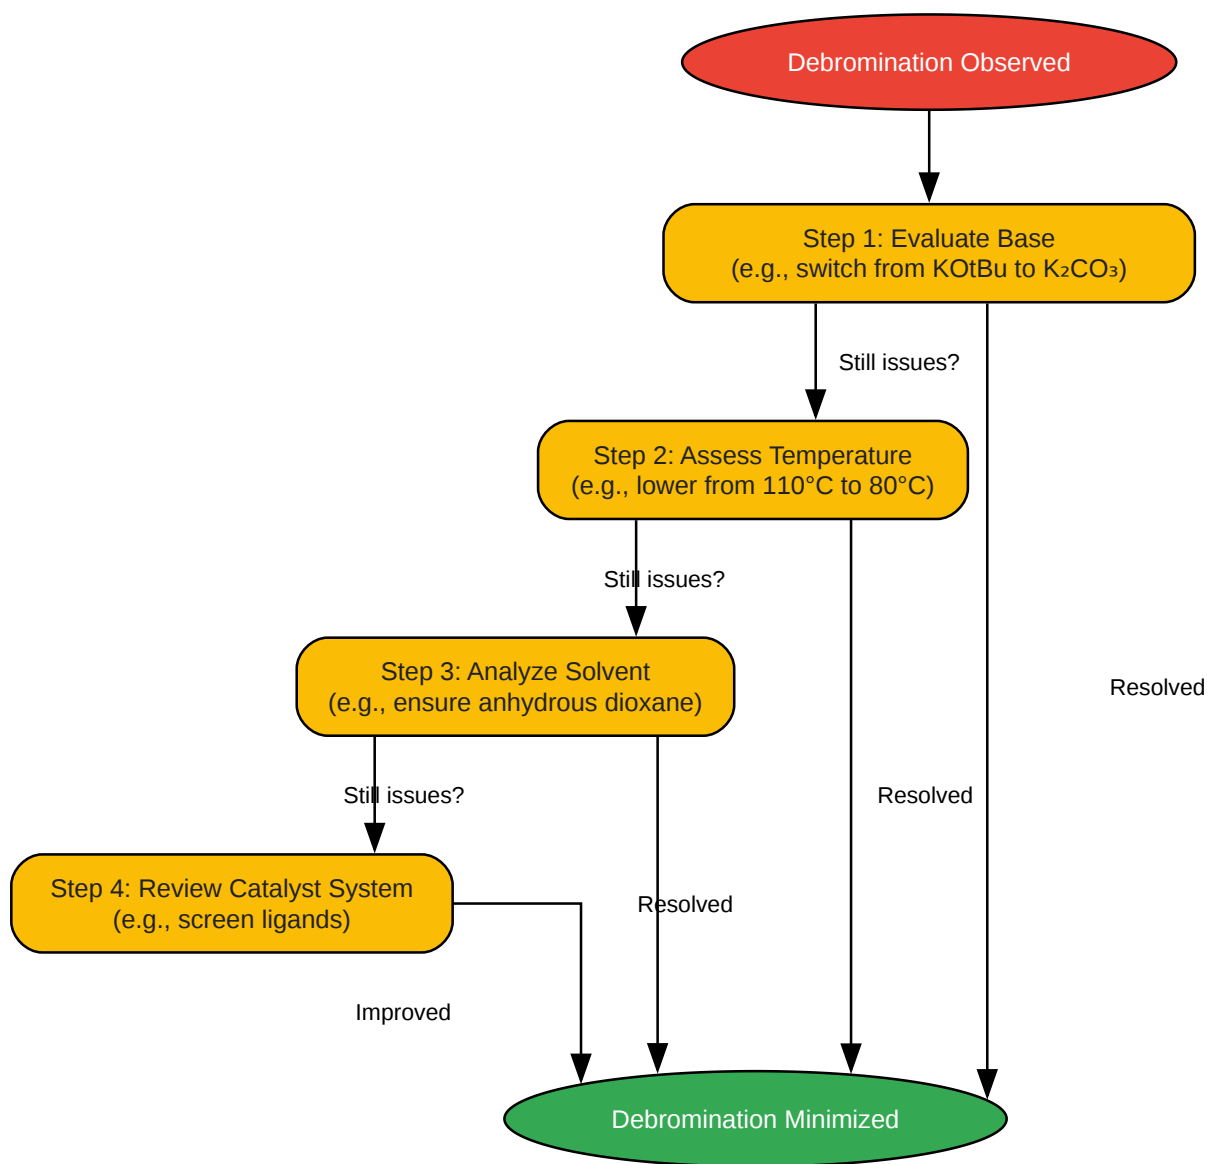 Debromination Observed
Step 1: Evaluate Base
(e.g., switch from KOtBu to K₂CO₃)
Still issues?
Step 2: Assess Temperature
(e.g., lower from 110°C to 80°C)
Still issues?
Step 3: Analyze Solvent
(e.g., ensure anhydrous dioxane)
Resolved
Still issues?
Resolved
Step 4: Review Catalyst System
(e.g., screen ligands)
Resolved
Improved
Debromination Minimized